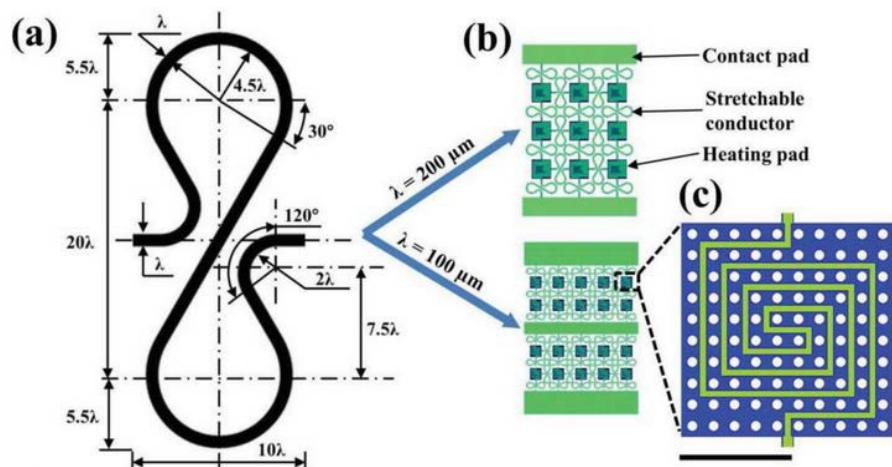 (a)
λ
5.5λ
4.5λ
30°
20λ
120°
λ
2λ
7.5λ
5.5λ
10λ
(b)
Contact pad
Stretchable
conductor
Heating pad
λ = 200 μm
λ = 100 μm
(c)